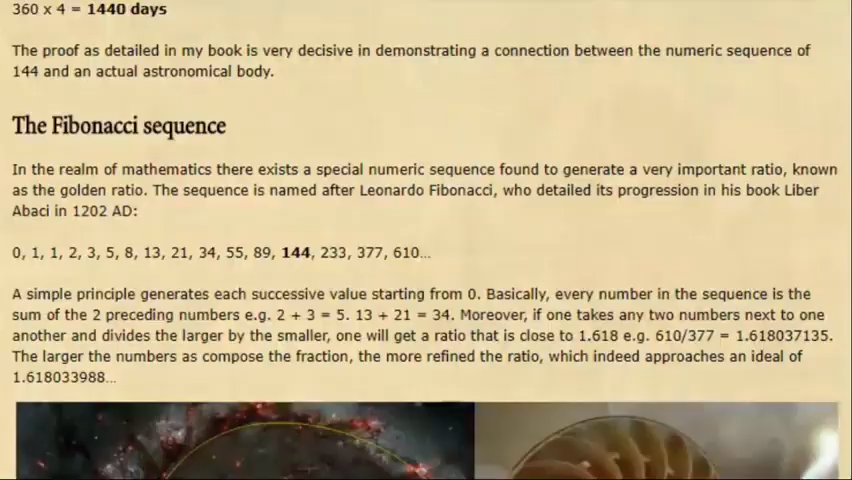 360 x 4 = 1440 days
The proof as detailed in my book is very decisive in demonstrating a connection between the numeric sequence of
144 and an actual astronomical body.
The Fibonacci sequence
In the realm of mathematics there exists a special numeric sequence found to generate a very important ratio, known
as the golden ratio. The sequence is named after Leonardo Fibonacci, who detailed its progression in his book Liber
Abaci in 1202 AD:
0, 1, 1, 2, 3, 5, 8, 13, 21, 34, 55, 89, 144, 233, 377, 610...
A simple principle generates each successive value starting from 0. Basically, every number in the sequence is the
sum of the 2 preceding numbers e.g. 2 + 3 = 5. 13 + 21 = 34. Moreover, if one takes any two numbers next to one
another and divides the larger by the smaller, one will get a ratio that is close to 1.618 e.g. 610/377 = 1.618037135.
The larger the numbers as compose the fraction, the more refined the ratio, which indeed approaches an ideal of
1.618033988...